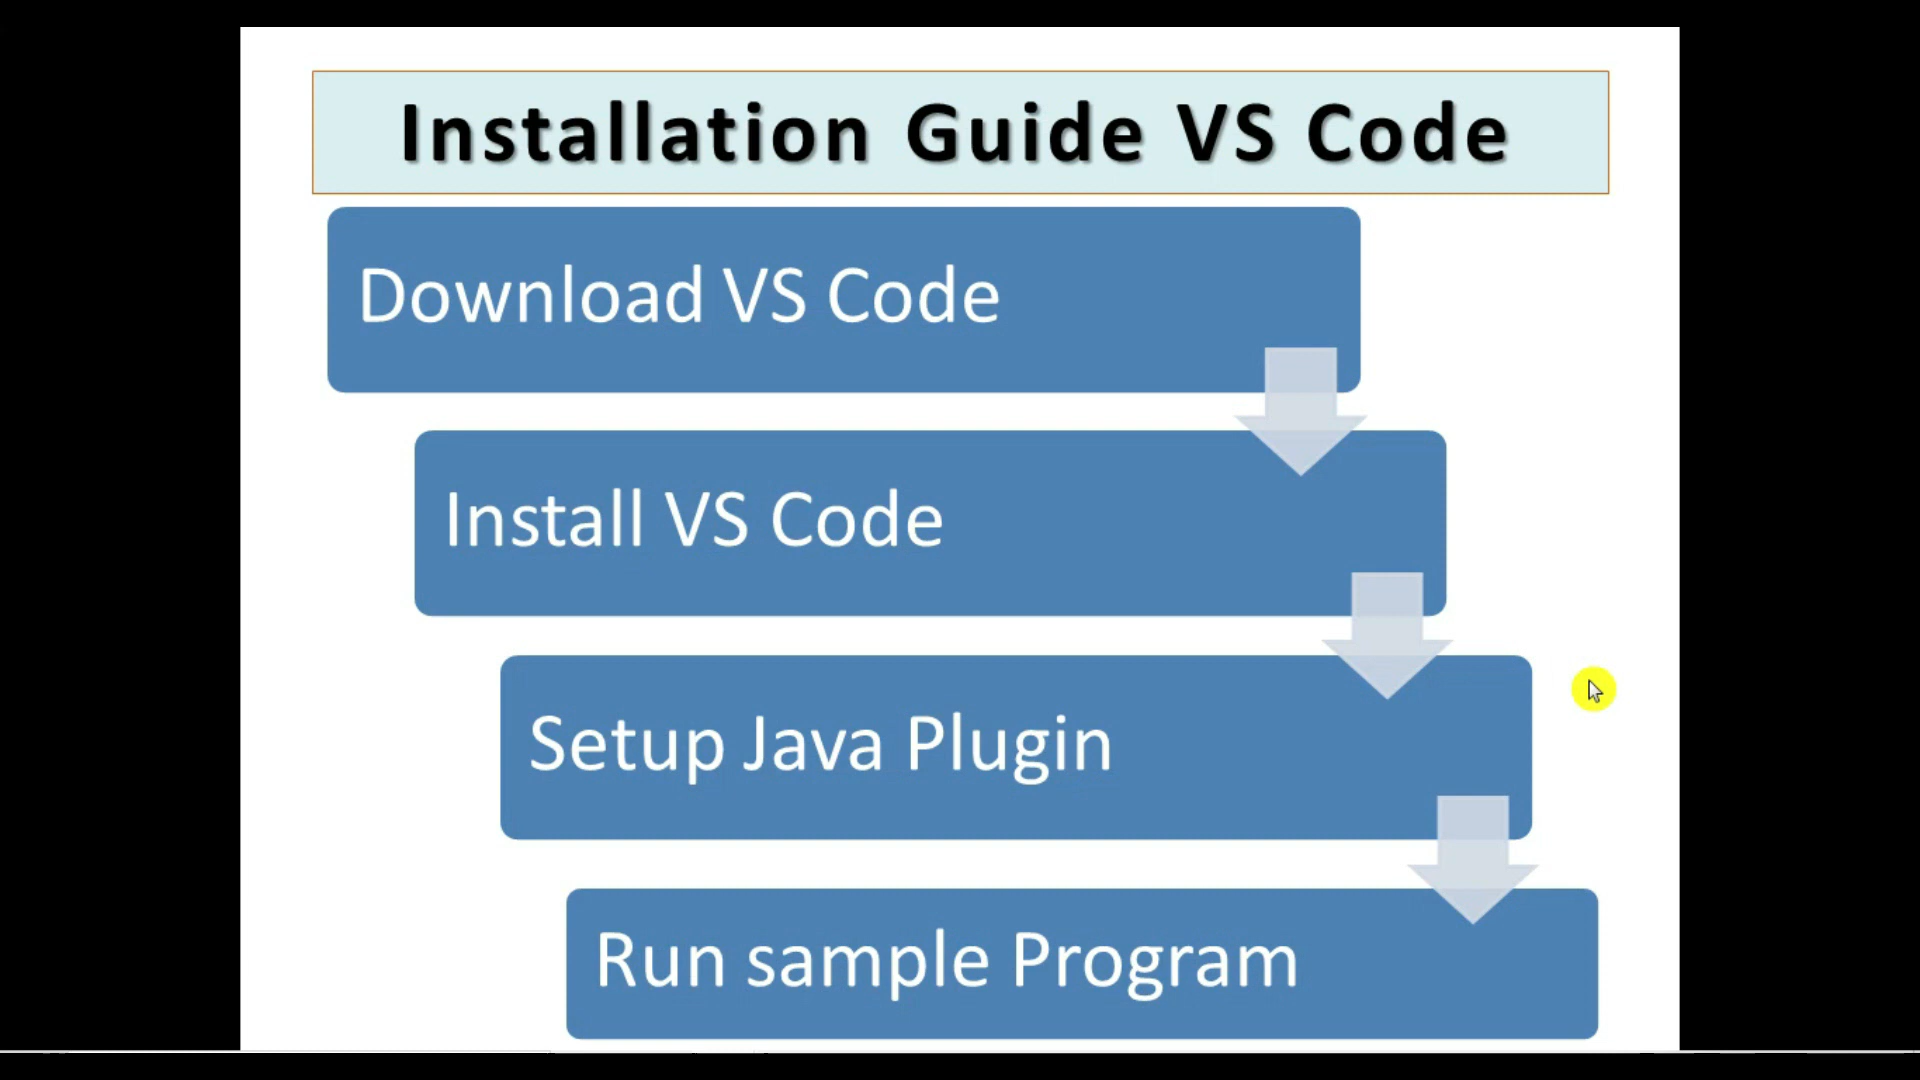 Installation Guide VS Code
Download VS Code
Install VS Code
Setup Java Plugin
Run sample Program